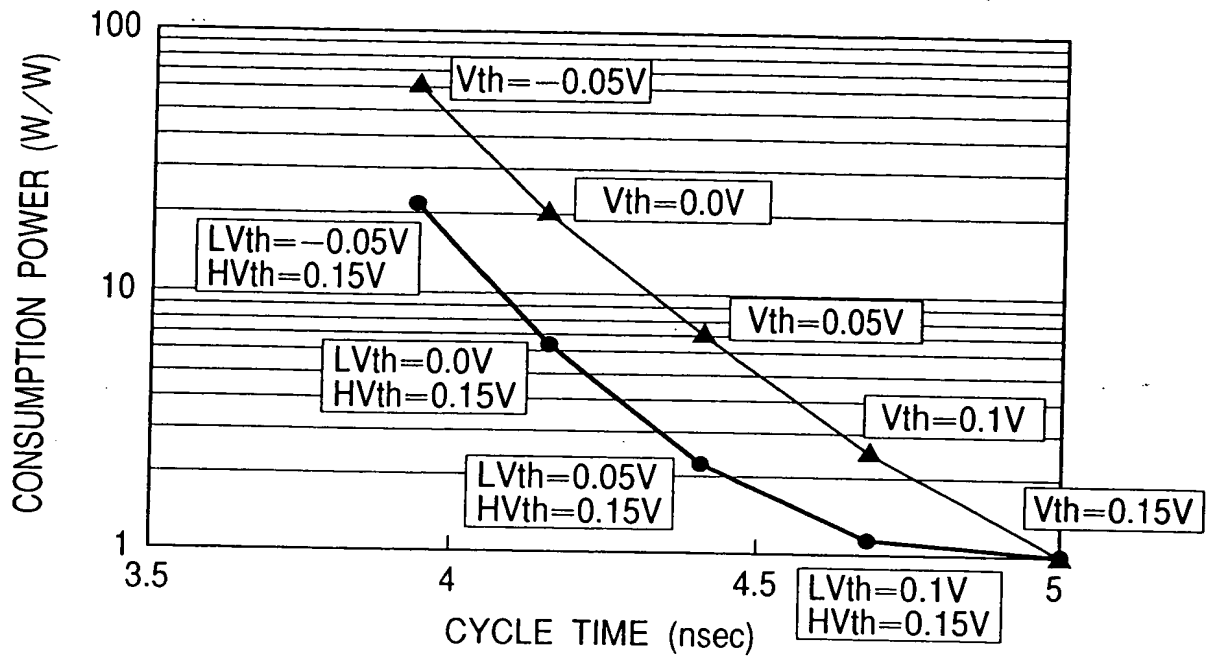 CONSUMPTION POWER (W/W)
100
10
1
Vth=−0.05V
Vth=0.0V
LVth=−0.05V
HVth=0.15V
Vth=0.05V
LVth=0.0V
HVth=0.15V
Vth=0.1V
LVth=0.05V
HVth=0.15V
Vth=0.15V
3.5
4
4.5
5
LVth=0.1V
HVth=0.15V
CYCLE TIME (nsec)